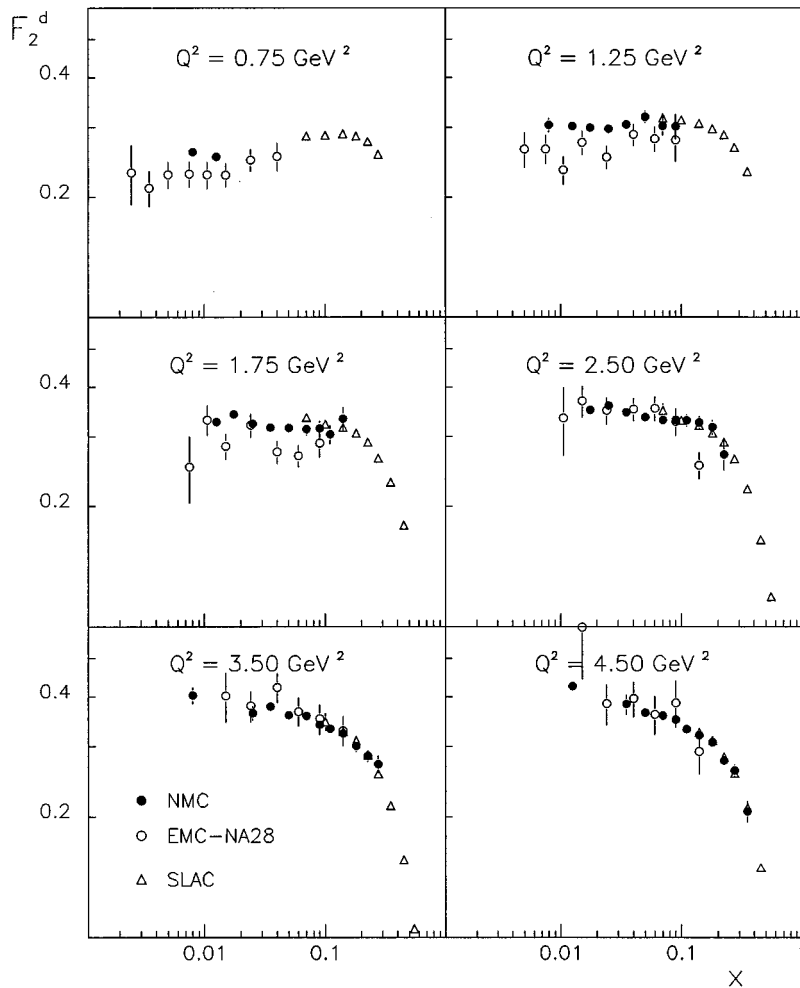 F₂ᵈ
Q² = 0.75 GeV²
Q² = 1.25 GeV²
0.4
0.2
Q² = 1.75 GeV²
Q² = 2.50 GeV²
0.4
0.2
Q² = 3.50 GeV²
Q² = 4.50 GeV²
0.4
0.2
NMC
EMC–NA28
SLAC
0.01
0.1
0.01
0.1
X